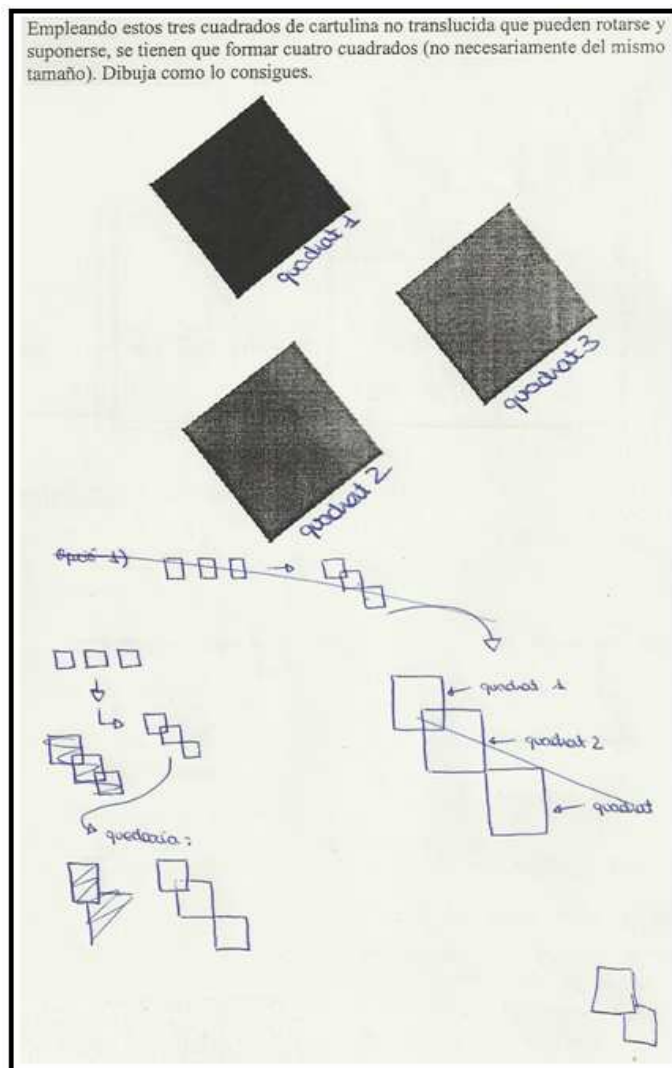 Empleando estos tres cuadrados de cartulina no translucida que pueden rotarse y
suponerse, se tienen que formar cuatro cuadrados (no necesariamente del mismo
tamaño). Dibuja como lo consigues.
quadrat 1
quadrat 3
quadrat 2
Opció 1)
quadrat 1
quadrat 2
quadrat
quedaria: